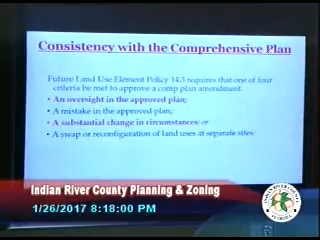 Consistency with the Comprehensive Plan
Future Land Use Element Policy 14.3 requires that one of four
criteria be met to approve a comp plan amendment.
• An oversight in the approved plan;
• A mistake in the approved plan;
• A substantial change in circumstances; or
• A swap or reconfiguration of land uses at separate sites
Indian River County Planning & Zoning
1/26/2017 8:18:00 PM
FLORIDA